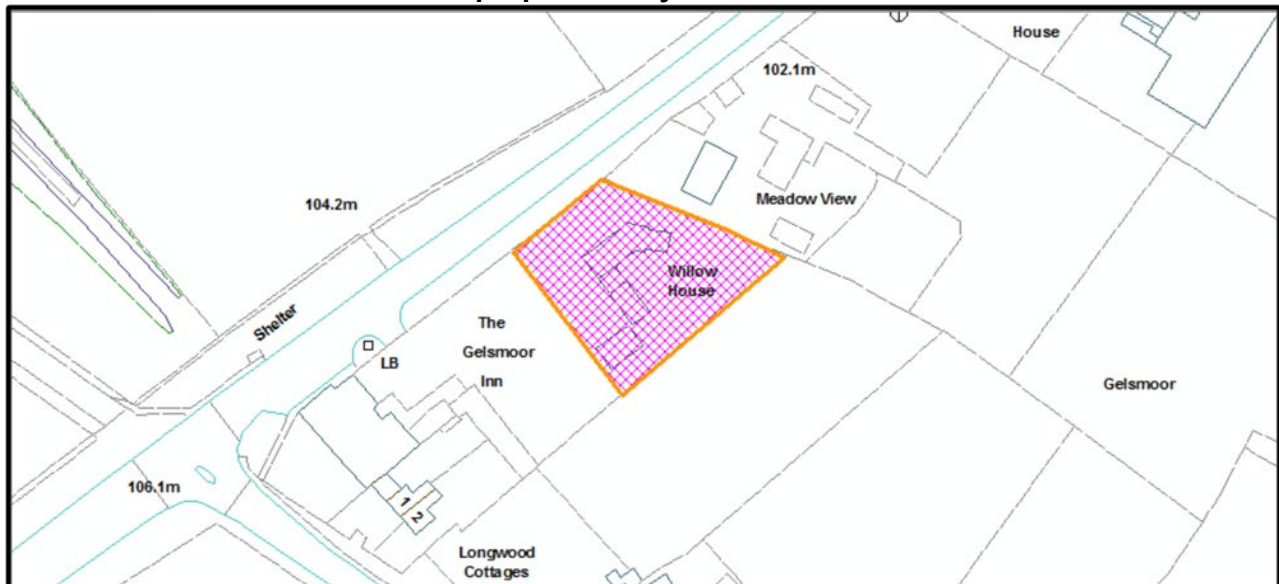 House
102.1m
104.2m
Meadow View
Willow
House
Shelter
The
Gelsmoor
Inn
LB
Gelsmoor
106.1m
1
2
Longwood
Cottages